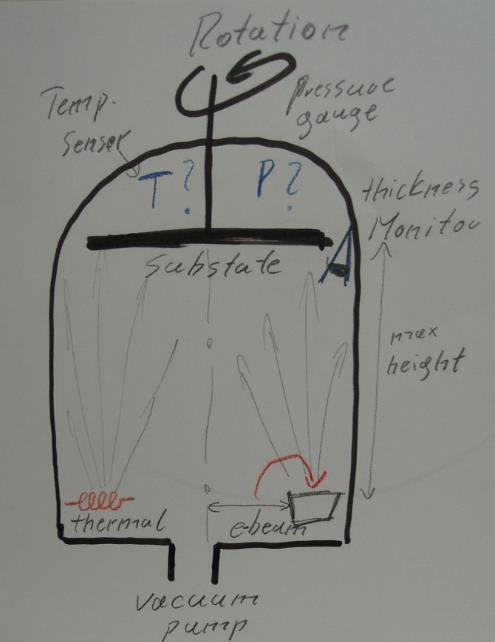 Rotation
Temp.
Sensor
pressure
gauge
T?
P?
thickness
Monitor
Substate
max
height
thermal
e-beam
vacuum
pump